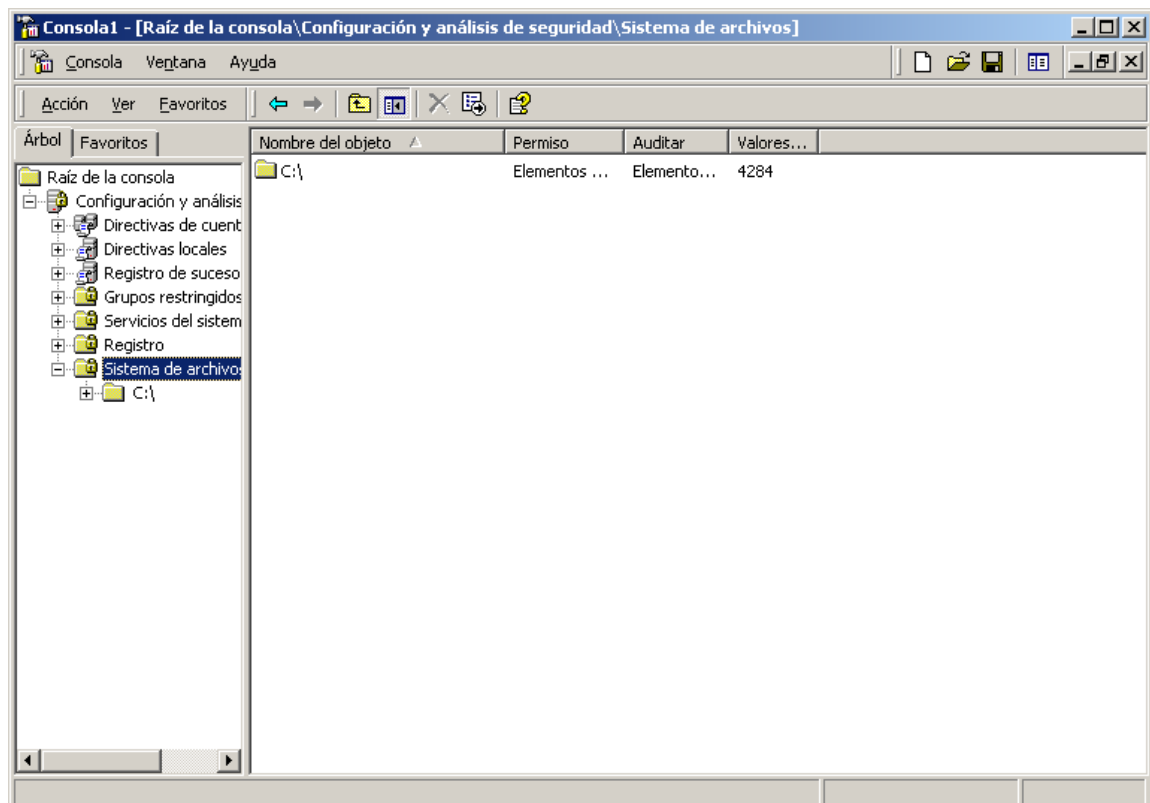 Consola1 - [Raíz de la consola\Configuración y análisis de seguridad\Sistema de archivos]
Consola Ventana Ayuda
Acción Ver Favoritos
Árbol Favoritos
Nombre del objeto Permiso Auditar Valores...
Raíz de la consola
C:\ Elementos ... Elemento... 4284
Configuración y análisis
Directivas de cuent
Directivas locales
Registro de suceso
Grupos restringidos
Servicios del sistem
Registro
Sistema de archivos
C:\